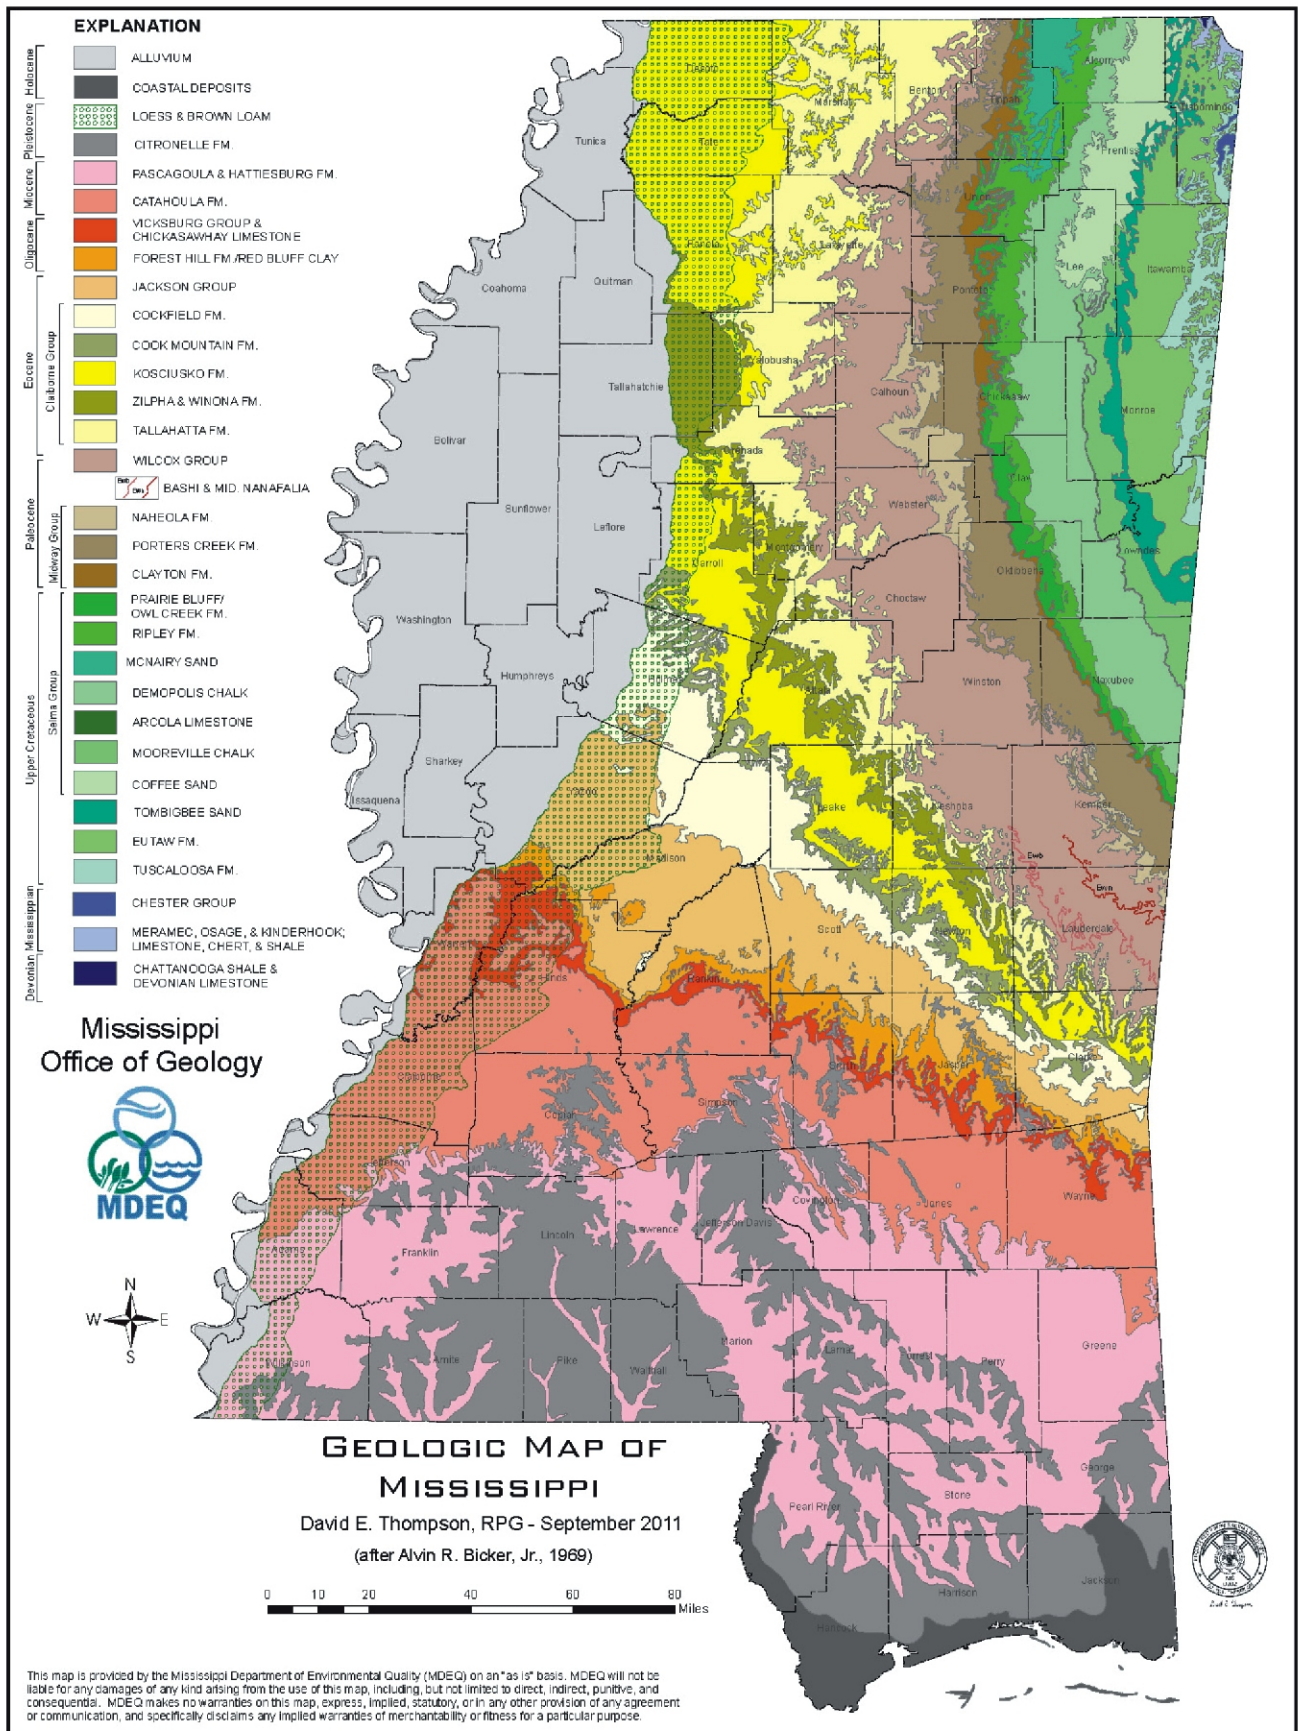 EXPLANATION
Holocene
ALLUVIUM
COASTAL DEPOSITS
Pleistocene
LOESS & BROWN LOAM
CITRONELLE FM.
Miocene
PASCAGOULA & HATTIESBURG FM.
CATAHOULA FM.
Oligocene
VICKSBURG GROUP &
CHICKASAWHAY LIMESTONE
FOREST HILL FM./RED BLUFF CLAY
Eocene
JACKSON GROUP
Claiborne Group
COCKFIELD FM.
COOK MOUNTAIN FM.
KOSCIUSKO FM.
ZILPHA & WINONA FM.
TALLAHATTA FM.
WILCOX GROUP
BASHI & MID. NANAFALIA
Paleocene
Midway Group
NAHEOLA FM.
PORTERS CREEK FM.
CLAYTON FM.
Upper Cretaceous
Selma Group
PRAIRIE BLUFF/
OWL CREEK FM.
RIPLEY FM.
MCNAIRY SAND
DEMOPOLIS CHALK
ARCOLA LIMESTONE
MOOREVILLE CHALK
COFFEE SAND
TOMBIGBEE SAND
EUTAW FM.
TUSCALOOSA FM.
Mississippian
CHESTER GROUP
MERAMEC, OSAGE, & KINDERHOOK;
LIMESTONE, CHERT, & SHALE
Devonian
CHATTANOOGA SHALE &
DEVONIAN LIMESTONE
Mississippi
Office of Geology
MDEQ
N
W E
S
Desoto
Marshall
Benton
Tippah
Alcorn
Tishomingo
Tunica
Tate
Prentiss
Union
Panola
Lafayette
Lee
Itawamba
Coahoma
Quitman
Pontotoc
Tallahatchie
Yalobusha
Calhoun
Chickasaw
Monroe
Bolivar
Grenada
Clay
Sunflower
Leflore
Webster
Montgomery
Lowndes
Carroll
Oktibbeha
Choctaw
Washington
Humphreys
Holmes
Attala
Winston
Noxubee
Sharkey
Issaquena
Yazoo
Leake
Neshoba
Kemper
Madison
Ewb
Ewn
Warren
Hinds
Rankin
Scott
Newton
Lauderdale
Claiborne
Copiah
Simpson
Smith
Jasper
Clarke
Jefferson
Covington
Jones
Wayne
Adams
Franklin
Lincoln
Lawrence
Jefferson Davis
Wilkinson
Amite
Pike
Walthall
Marion
Lamar
Forrest
Perry
Greene
Pearl River
Stone
George
Hancock
Harrison
Jackson
GEOLOGIC MAP OF
MISSISSIPPI
David E. Thompson, RPG - September 2011
(after Alvin R. Bicker, Jr., 1969)
0 10 20 40 60 80
Miles
This map is provided by the Mississippi Department of Environmental Quality (MDEQ) on an "as is" basis. MDEQ will not be
liable for any damages of any kind arising from the use of this map, including, but not limited to direct, indirect, punitive, and
consequential. MDEQ makes no warranties on this map, express, implied, statutory, or in any other provision of any agreement
or communication, and specifically disclaims any implied warranties of merchantability or fitness for a particular purpose.